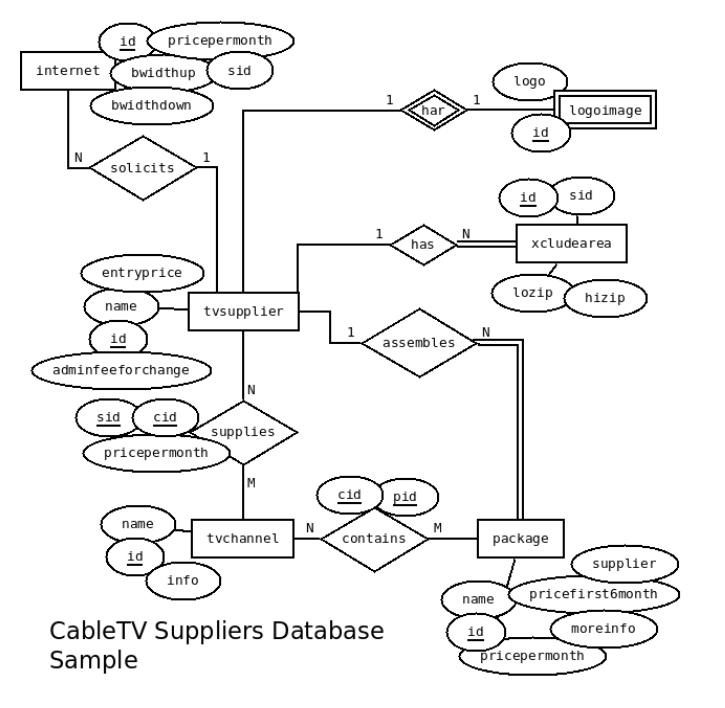 id
pricepermonth
internet
bwidthup
sid
bwidthdown
logo
1
har
1
logoimage
id
N
solicits
1
id
sid
1
has
N
xcludearea
entryprice
lozip
hizip
name
tvsupplier
id
1
assembles
N
adminfeeforchange
N
sid
cid
supplies
pricepermonth
M
cid
pid
name
tvchannel
N
contains
M
package
id
info
supplier
name
pricefirst6month
id
moreinfo
pricepermonth
CableTV Suppliers Database
Sample